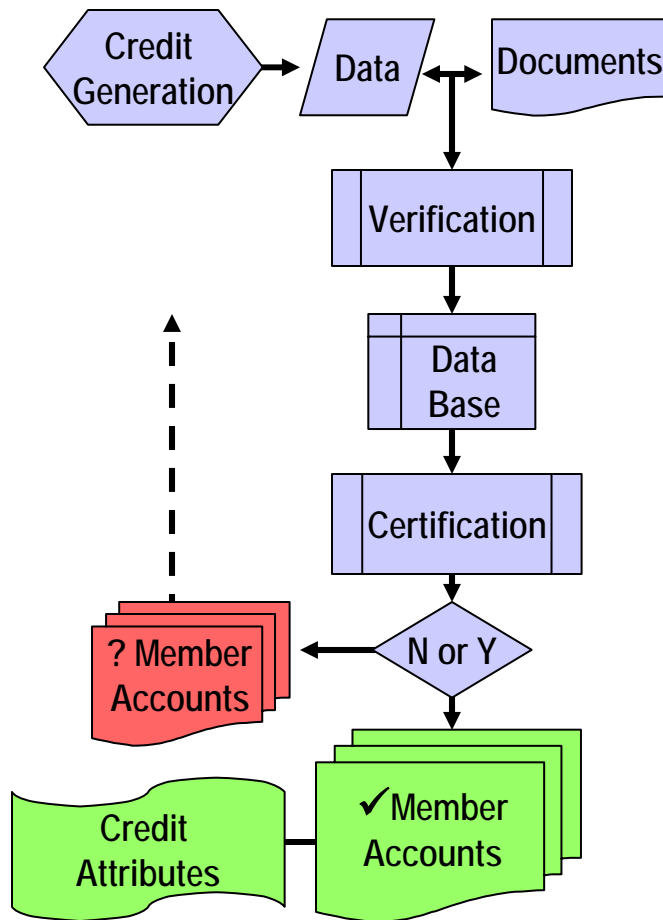 Credit
Generation
Data
Documents
Verification
Data
Base
Certification
N or Y
? Member
Accounts
✓Member
Accounts
Credit
Attributes